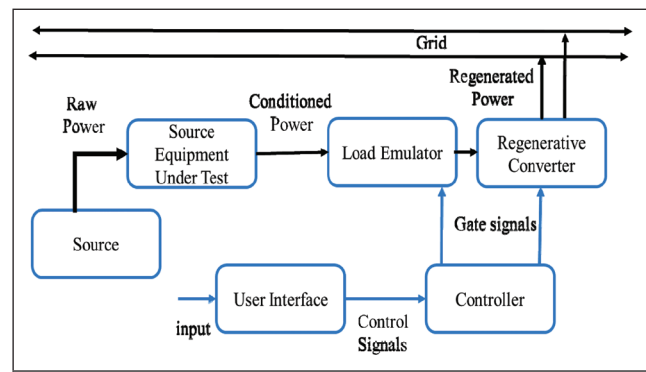 Grid
Raw
Power
Conditioned
Power
Regenerated
Power
Source
Equipment
Under Test
Load Emulator
Regenerative
Converter
Source
Gate signals
User Interface
Controller
input
Control
Signals